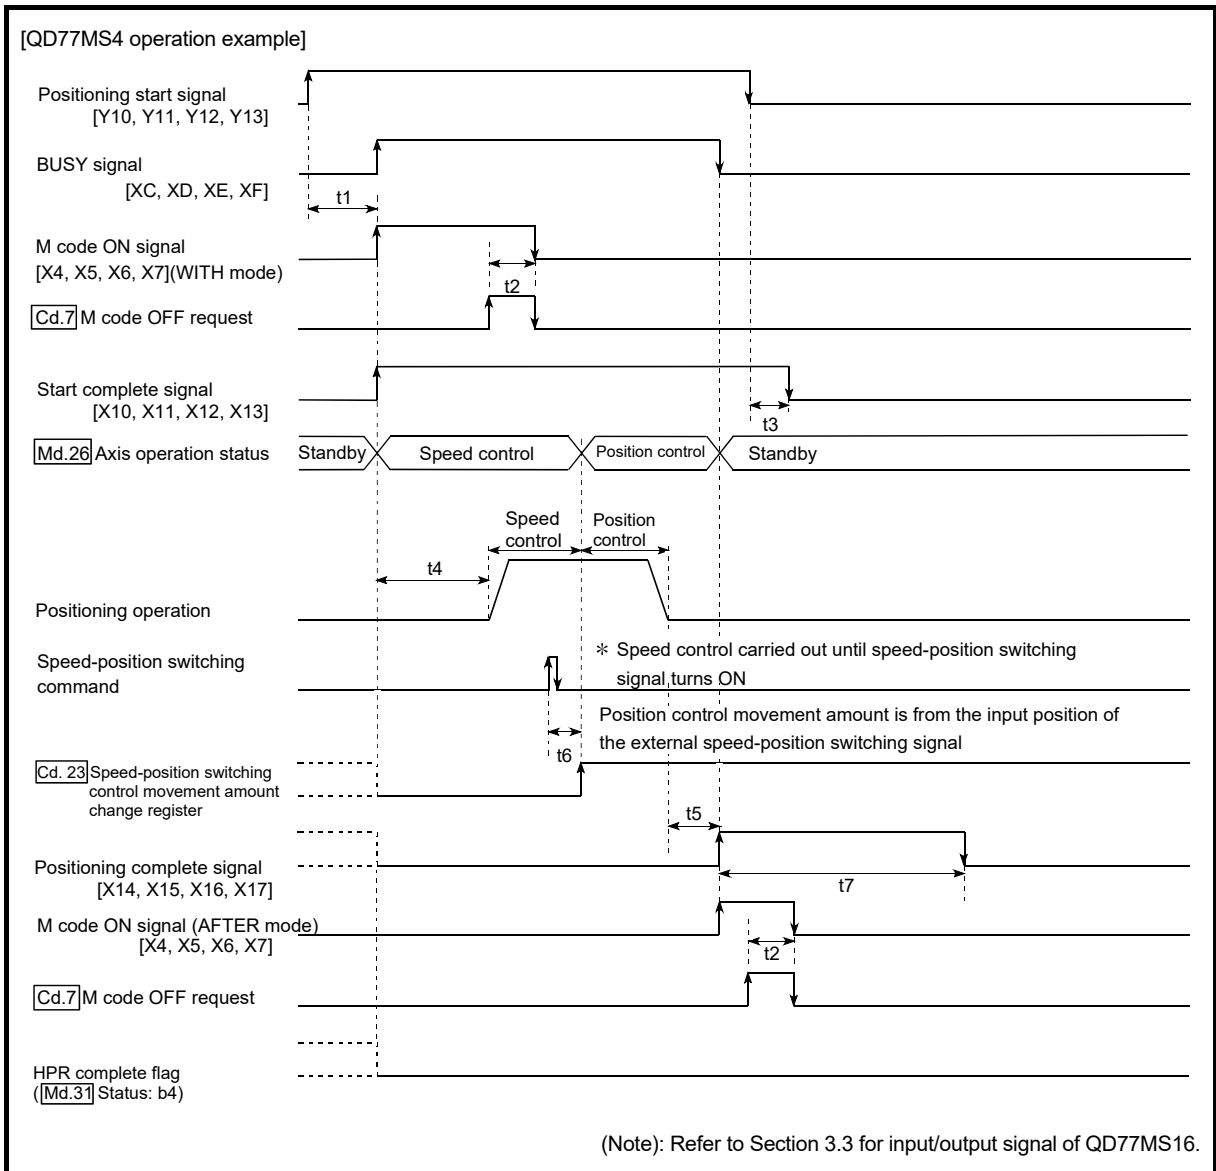 [QD77MS4 operation example]
Positioning start signal
[Y10, Y11, Y12, Y13]
BUSY signal
[XC, XD, XE, XF]
t1
M code ON signal
[X4, X5, X6, X7](WITH mode)
t2
Cd.7 M code OFF request
Start complete signal
[X10, X11, X12, X13]
t3
Md.26 Axis operation status
Standby
Speed control
Position control
Standby
Speed
control
Position
control
t4
Positioning operation
Speed-position switching
command
* Speed control carried out until speed-position switching
signal turns ON
Position control movement amount is from the input position of
the external speed-position switching signal
t6
Cd. 23 Speed-position switching
control movement amount
change register
t5
Positioning complete signal
[X14, X15, X16, X17]
t7
M code ON signal (AFTER mode)
[X4, X5, X6, X7]
t2
Cd.7 M code OFF request
HPR complete flag
(Md.31 Status: b4)
(Note): Refer to Section 3.3 for input/output signal of QD77MS16.